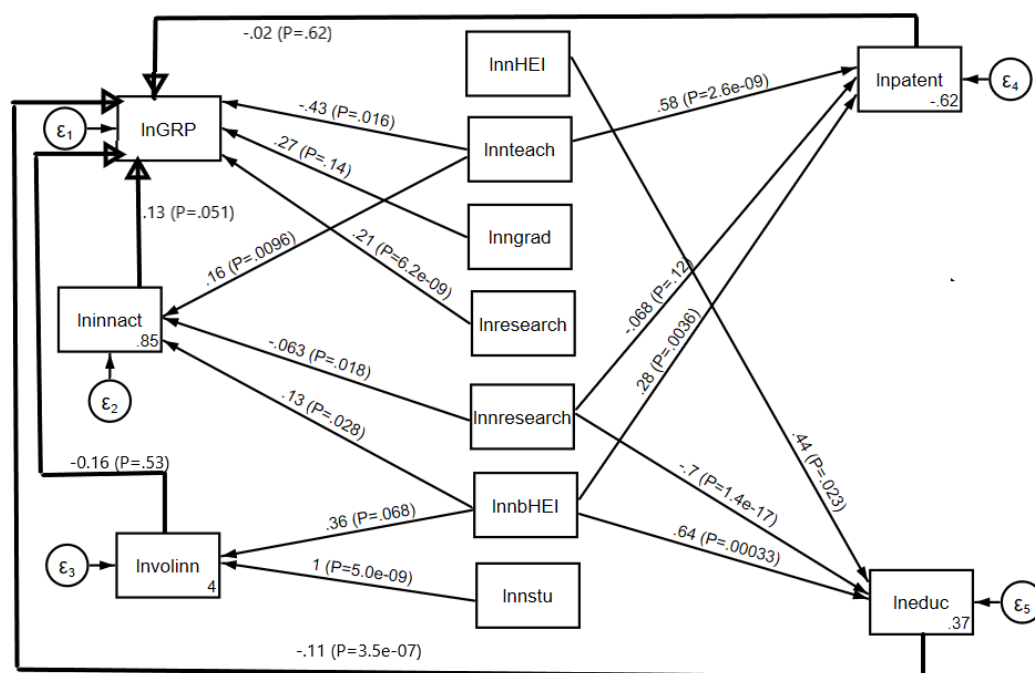 -.02 (P=.62)
lnnHEI
lnpatent
-.62
ε4
.58 (P=2.6e-09)
-.43 (P=.016)
ε1
lnGRP
lnnteach
.27 (P=.14)
.13 (P=.051)
lnngrad
.16 (P=.0096)
.21 (P=6.2e-09)
-.068 (P=.12)
lninnact
.85
lnresearch
.28 (P=.0036)
-.063 (P=.018)
ε2
lnnresearch
.13 (P=.028)
.44 (P=.023)
-0.16 (P=.53)
-.7 (P=1.4e-17)
lnnbHEI
.36 (P=.068)
.64 (P=.00033)
ε3
lnvolinn
4
1 (P=5.0e-09)
lnnstu
lneduc
.37
ε5
-.11 (P=3.5e-07)